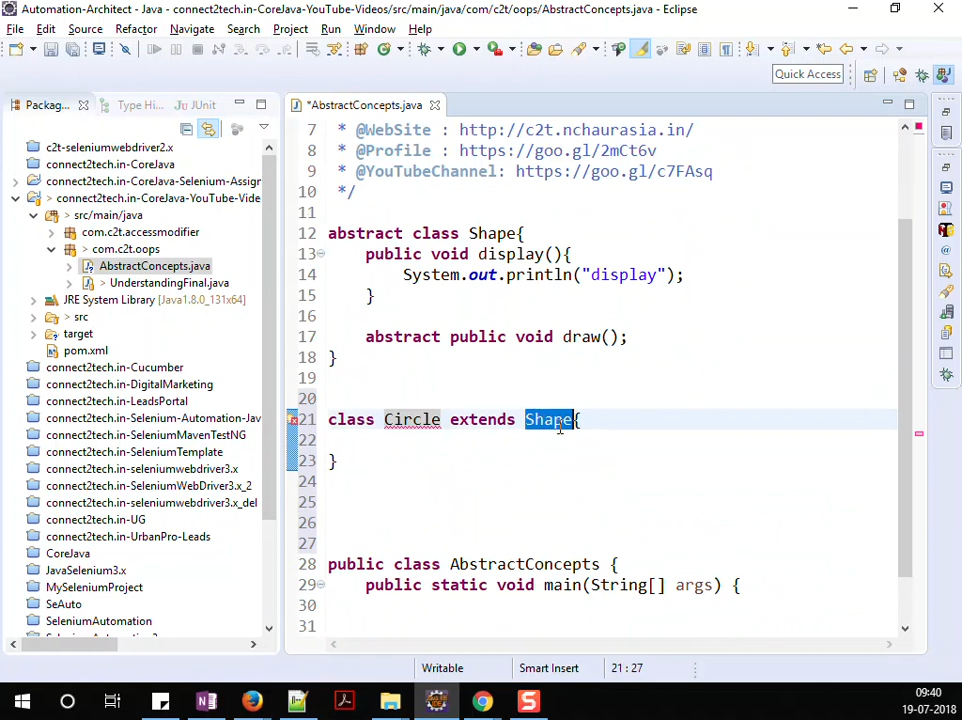 Automation-Architect - Java - connect2tech.in-CoreJava-YouTube-Videos/src/main/java/com/c2t/oops/AbstractConcepts.java - Eclipse
File Edit Source Refactor Navigate Search Project Run Window Help
Quick Access
Packag... Type Hi... JUnit
*AbstractConcepts.java
c2t-seleniumwebdriver2.x
connect2tech.in-CoreJava
connect2tech.in-CoreJava-Selenium-Assign
> connect2tech.in-CoreJava-YouTube-Vide
> src/main/java
com.c2t.accessmodifier
> com.c2t.oops
AbstractConcepts.java
> UnderstandingFinal.java
JRE System Library [Java1.8.0_131x64]
> src
target
pom.xml
connect2tech.in-Cucumber
connect2tech.in-DigitalMarketing
connect2tech.in-LeadsPortal
connect2tech.in-Selenium-Automation-Jav
connect2tech.in-SeleniumMavenTestNG
connect2tech.in-SeleniumTemplate
connect2tech.in-seleniumwebdriver3.x
connect2tech.in-SeleniumWebDriver3.x_2
connect2tech.in-seleniumwebdriver3.x_del
connect2tech.in-UG
connect2tech.in-UrbanPro-Leads
CoreJava
JavaSelenium3.x
MySeleniumProject
SeAuto
SeleniumAutomation
7 * @WebSite : http://c2t.nchaurasia.in/
8 * @Profile : https://goo.gl/2mCt6v
9 * @YouTubeChannel: https://goo.gl/c7FAsq
10 */
11
12 abstract class Shape{
13 public void display(){
14 System.out.println("display");
15 }
16
17 abstract public void draw();
18 }
19
20
21 class Circle extends Shape{
22
23 }
24
25
26
27
28 public class AbstractConcepts {
29 public static void main(String[] args) {
30
31
Writable Smart Insert 21 : 27
09:40
19-07-2018